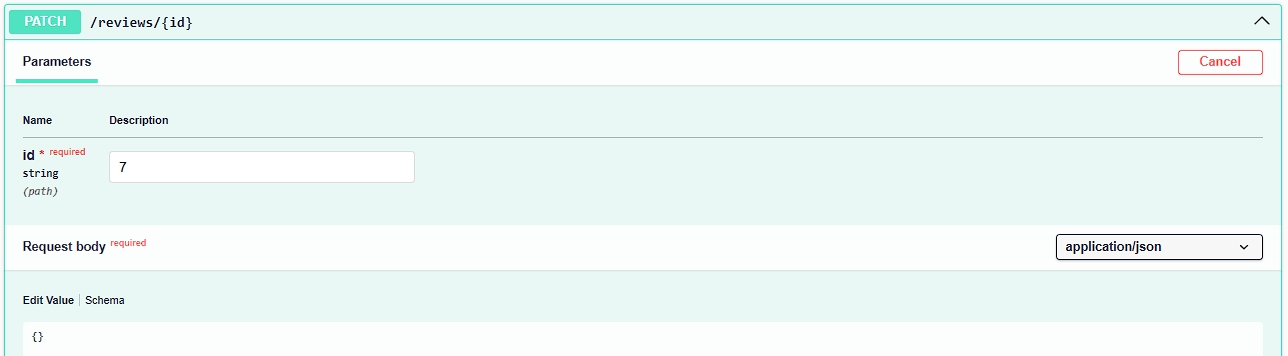 PATCH /reviews/{id}
Parameters
Cancel
Name Description
id * required
string
(path)
7
Request body required
application/json
Edit Value Schema
{}